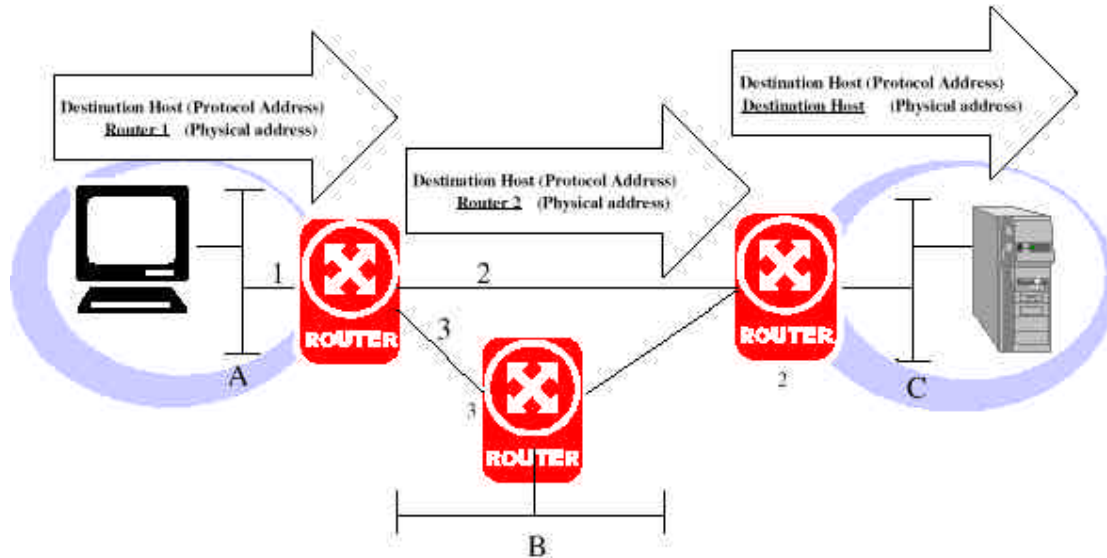 Destination Host (Protocol Address)
Router 1 (Physical address)
Destination Host (Protocol Address)
Router 2 (Physical address)
Destination Host (Protocol Address)
Destination Host (Physical address)
1
2
3
ROUTER
ROUTER
3
ROUTER
2
A
C
B